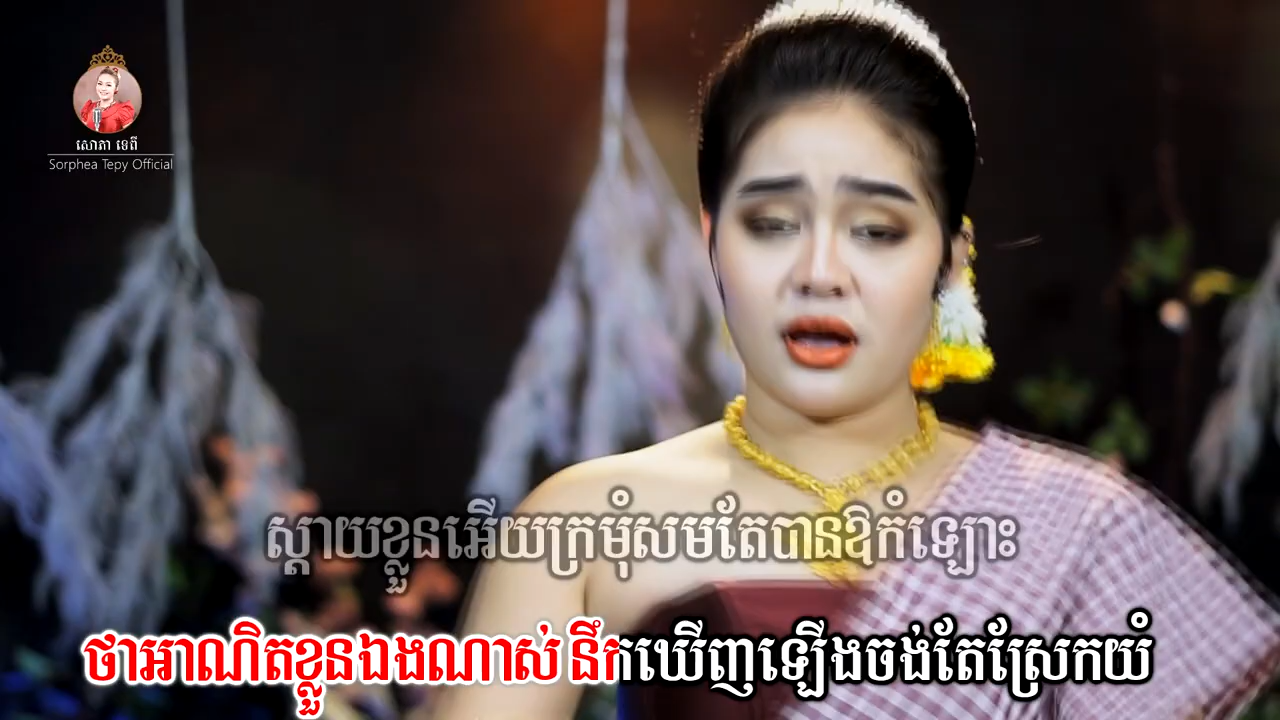 សោភា ទេពី
Sorphea Tepy Official
ស្ដាយខ្លួនអើយក្រមុំសមតែបានឱកំឡោះ
ថាអាណិតខ្លួនឯងណាស់ នឹកឃើញឡើងចង់តែស្រែកយំ